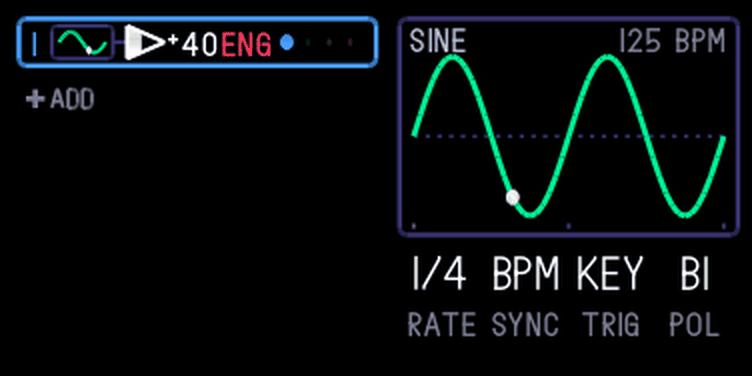 1 +40ENG
+ADD
SINE 125 BPM
1/4 BPM KEY BI
RATE SYNC TRIG POL